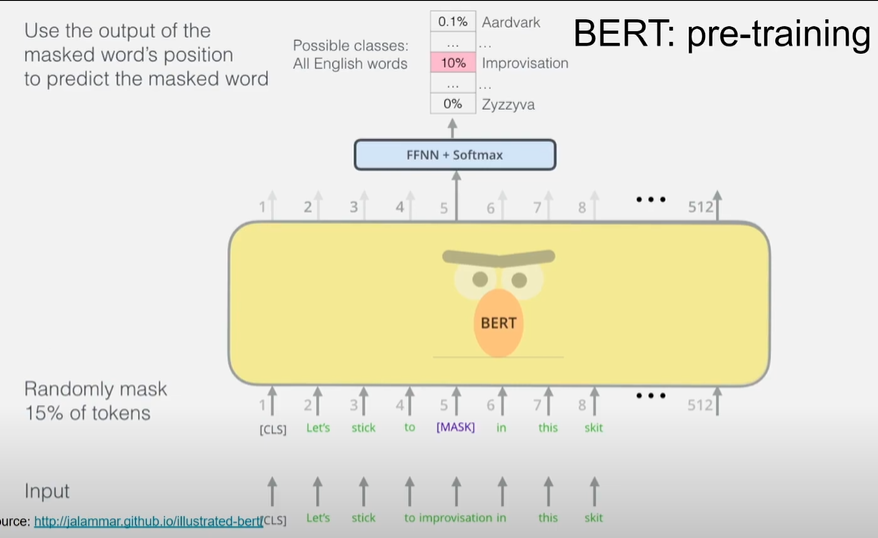 BERT: pre-training
Use the output of the
masked word's position
to predict the masked word
Possible classes:
All English words
0.1% Aardvark
... ...
10% Improvisation
... ...
0% Zyzzyva
FFNN + Softmax
1 2 3 4 5 6 7 8 ••• 512
BERT
Randomly mask
15% of tokens
1 2 3 4 5 6 7 8 ••• 512
[CLS] Let's stick to [MASK] in this skit
Input
[CLS] Let's stick to improvisation in this skit
urce: http://jalammar.github.io/illustrated-bert/